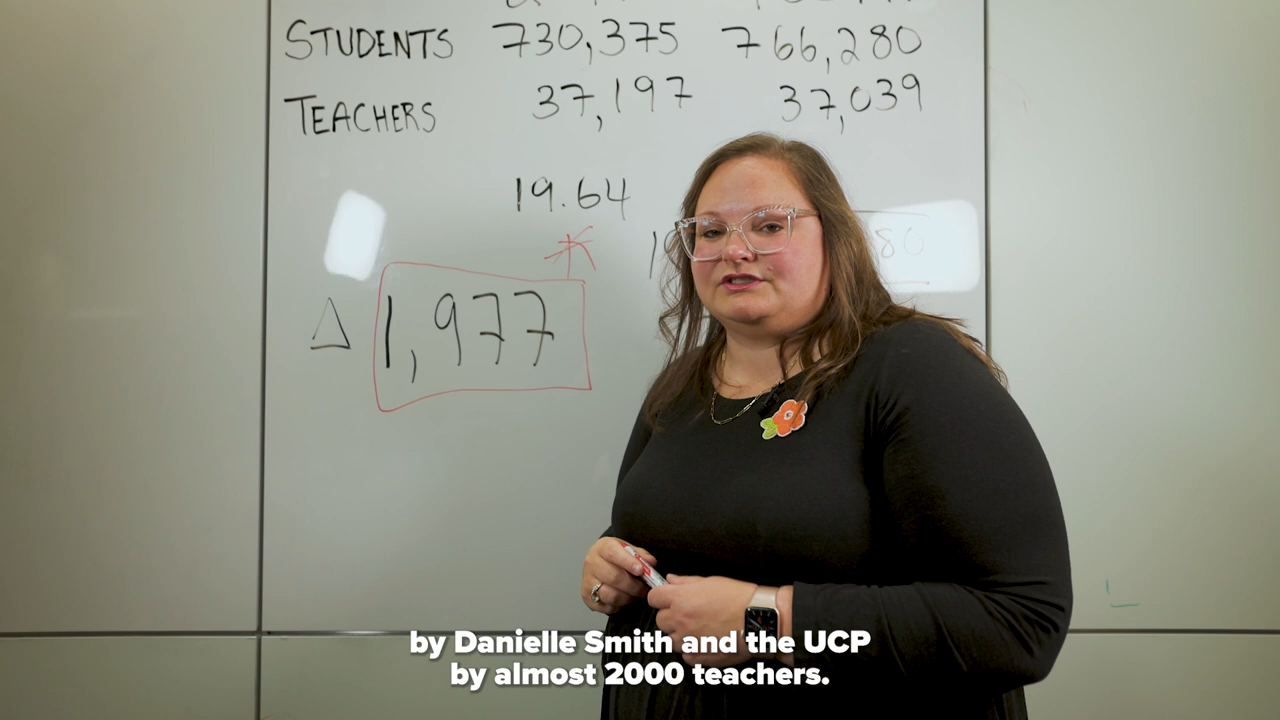 STUDENTS 730,375 766,280
TEACHERS 37,197 37,039
19.64
Δ 1,977
by Danielle Smith and the UCP
by almost 2000 teachers.